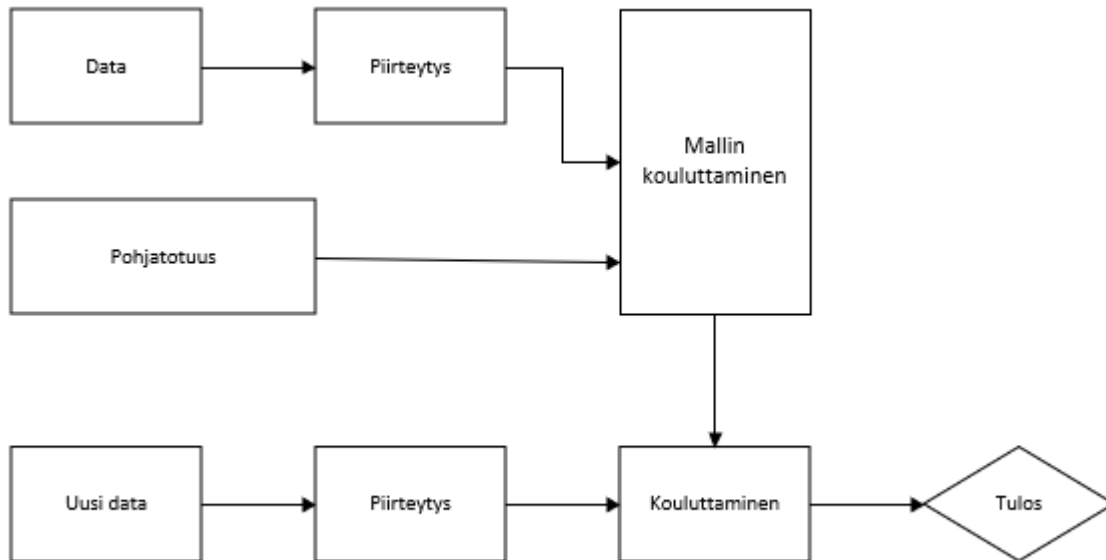 Data
Piirteytys
Mallin
kouluttaminen
Pohjatotuus
Uusi data
Piirteytys
Kouluttaminen
Tulos